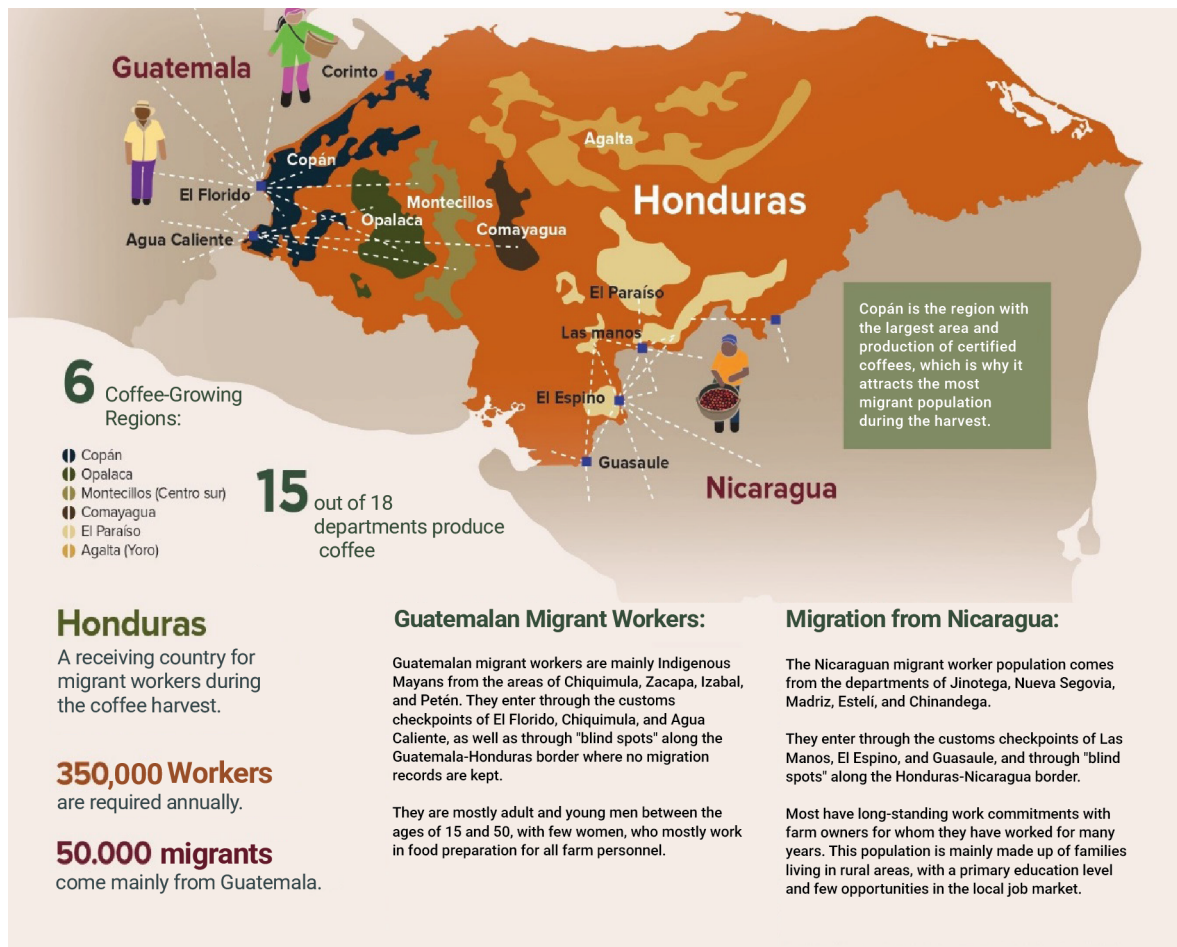 Guatemala
Corinto
Copán
Agalta
El Florido
Montecillos
Honduras
Opalaca
Agua Caliente
Comayagua
El Paraíso
Las manos
El Espino
Guasaule
Nicaragua
Copán is the region with
the largest area and
production of certified
coffees, which is why it
attracts the most
migrant population
during the harvest.
6 Coffee-Growing
Regions:
Copán
Opalaca
Montecillos (Centro sur)
Comayagua
El Paraíso
Agalta (Yoro)
15 out of 18
departments produce
coffee
Honduras
A receiving country for
migrant workers during
the coffee harvest.
350,000 Workers
are required annually.
50.000 migrants
come mainly from Guatemala.
Guatemalan Migrant Workers:
Guatemalan migrant workers are mainly Indigenous
Mayans from the areas of Chiquimula, Zacapa, Izabal,
and Petén. They enter through the customs
checkpoints of El Florido, Chiquimula, and Agua
Caliente, as well as through "blind spots" along the
Guatemala-Honduras border where no migration
records are kept.
They are mostly adult and young men between the
ages of 15 and 50, with few women, who mostly work
in food preparation for all farm personnel.
Migration from Nicaragua:
The Nicaraguan migrant worker population comes
from the departments of Jinotega, Nueva Segovia,
Madriz, Estelí, and Chinandega.
They enter through the customs checkpoints of Las
Manos, El Espino, and Guasaule, and through "blind
spots" along the Honduras-Nicaragua border.
Most have long-standing work commitments with
farm owners for whom they have worked for many
years. This population is mainly made up of families
living in rural areas, with a primary education level
and few opportunities in the local job market.